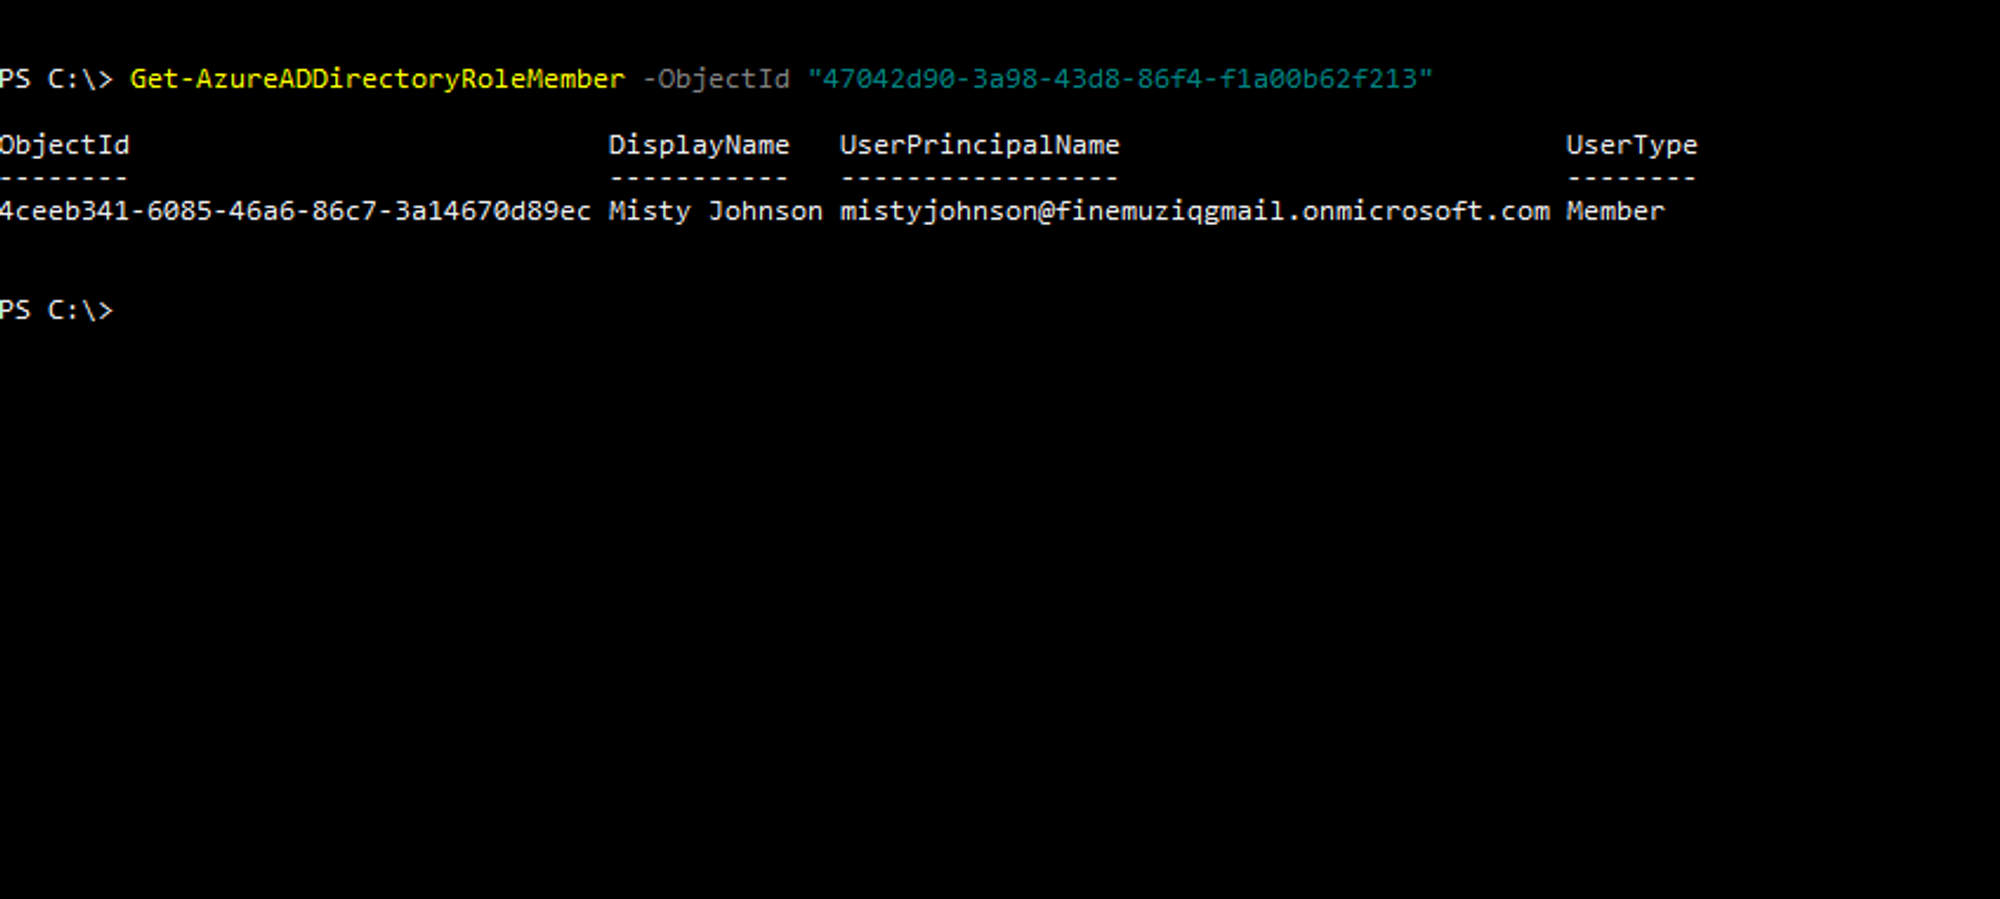 PS C:\> Get-AzureADDirectoryRoleMember -ObjectId "47042d90-3a98-43d8-86f4-f1a00b62f213"
ObjectId DisplayName UserPrincipalName UserType
-------- ----------- ----------------- --------
4ceeb341-6085-46a6-86c7-3a14670d89ec Misty Johnson mistyjohnson@finemuziqgmail.onmicrosoft.com Member
PS C:\>